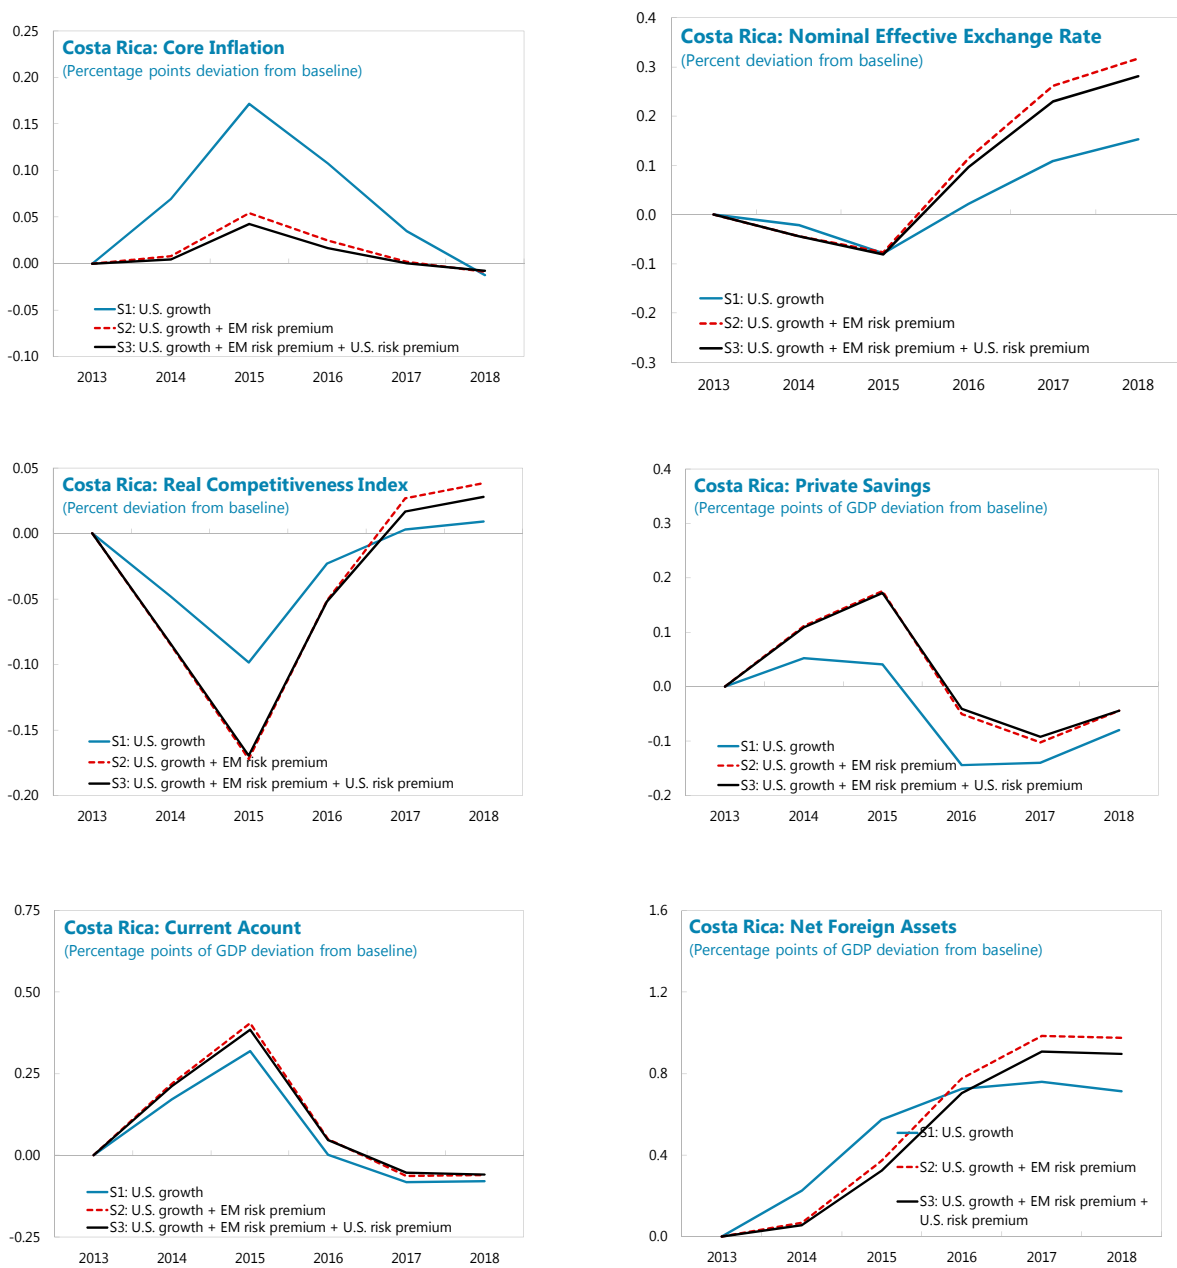 Costa Rica: Core Inflation
(Percentage points deviation from baseline)
0.25
0.20
0.15
0.10
0.05
0.00
-0.05
-0.10
S1: U.S. growth
S2: U.S. growth + EM risk premium
S3: U.S. growth + EM risk premium + U.S. risk premium
2013 2014 2015 2016 2017 2018
Costa Rica: Nominal Effective Exchange Rate
(Percent deviation from baseline)
0.4
0.3
0.2
0.1
0.0
-0.1
-0.2
-0.3
S1: U.S. growth
S2: U.S. growth + EM risk premium
S3: U.S. growth + EM risk premium + U.S. risk premium
2013 2014 2015 2016 2017 2018
Costa Rica: Real Competitiveness Index
(Percent deviation from baseline)
0.05
0.00
-0.05
-0.10
-0.15
-0.20
S1: U.S. growth
S2: U.S. growth + EM risk premium
S3: U.S. growth + EM risk premium + U.S. risk premium
2013 2014 2015 2016 2017 2018
Costa Rica: Private Savings
(Percentage points of GDP deviation from baseline)
0.4
0.3
0.2
0.1
0.0
-0.1
-0.2
S1: U.S. growth
S2: U.S. growth + EM risk premium
S3: U.S. growth + EM risk premium + U.S. risk premium
2013 2014 2015 2016 2017 2018
Costa Rica: Current Acount
(Percentage points of GDP deviation from baseline)
0.75
0.50
0.25
0.00
-0.25
S1: U.S. growth
S2: U.S. growth + EM risk premium
S3: U.S. growth + EM risk premium + U.S. risk premium
2013 2014 2015 2016 2017 2018
Costa Rica: Net Foreign Assets
(Percentage points of GDP deviation from baseline)
1.6
1.2
0.8
0.4
0.0
S1: U.S. growth
S2: U.S. growth + EM risk premium
S3: U.S. growth + EM risk premium +
U.S. risk premium
2013 2014 2015 2016 2017 2018